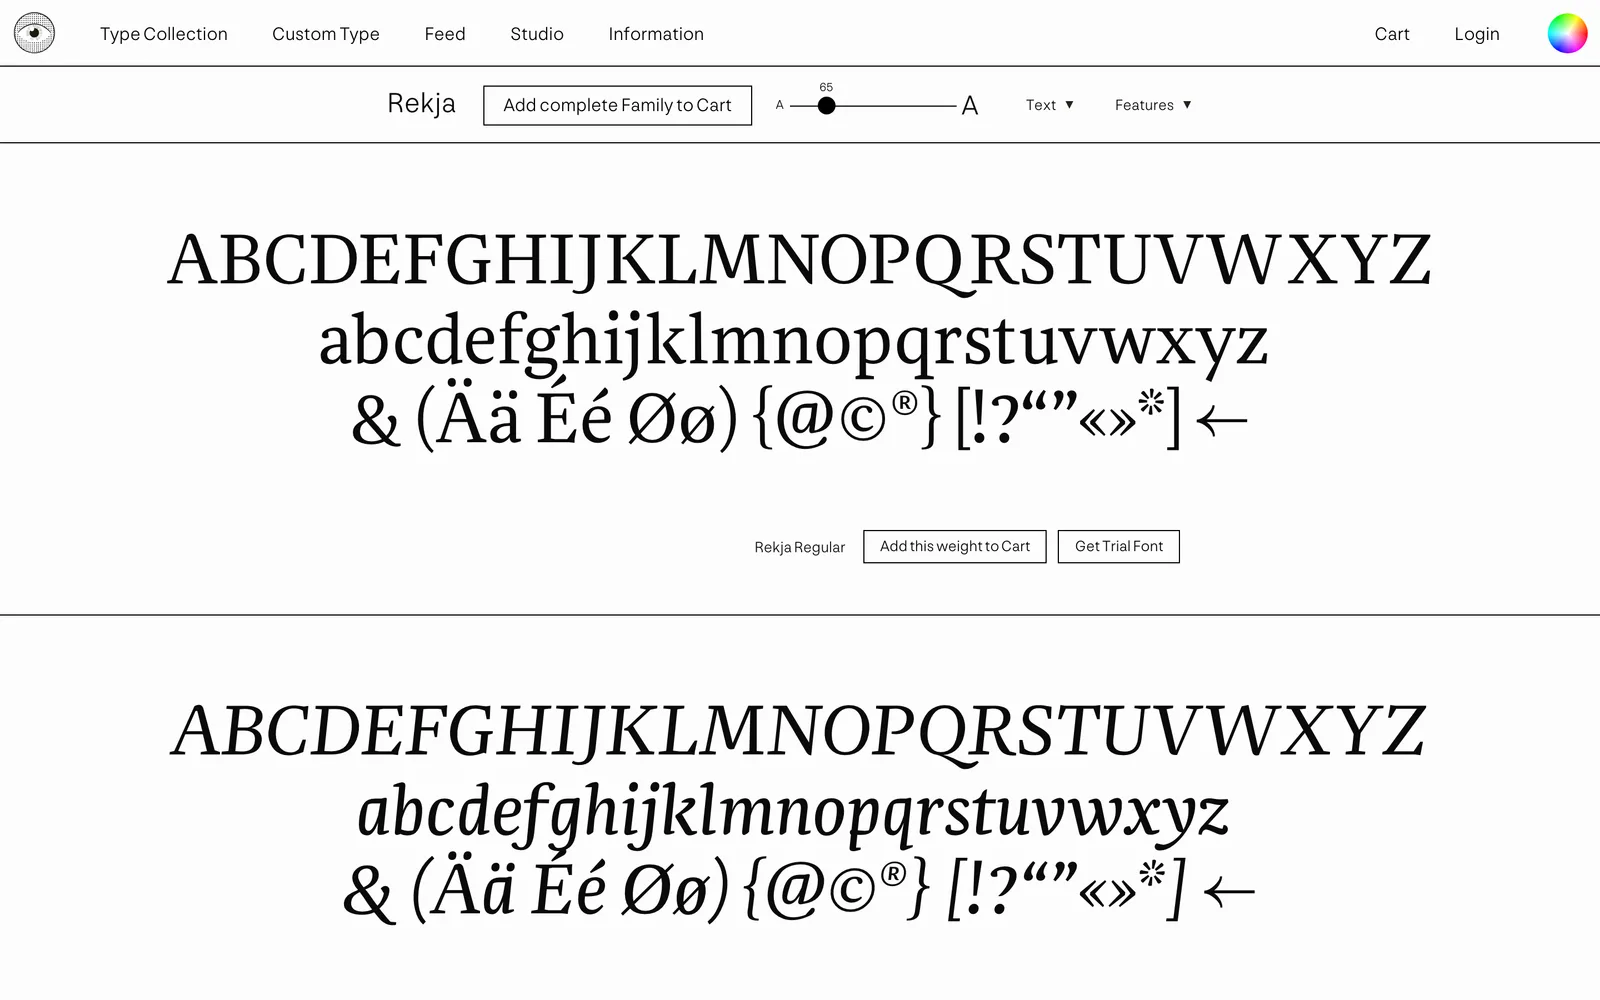 Type Collection Custom Type Feed Studio Information Cart Login
Rekja Add complete Family to Cart A 65 A Text ▼ Features ▼
ABCDEFGHIJKLMNOPQRSTUVWXYZ
abcdefghijklmnopqrstuvwxyz
& (Ää Éé Øø) {@©®} [!?“”«»*] ←
Rekja Regular Add this weight to Cart Get Trial Font
ABCDEFGHIJKLMNOPQRSTUVWXYZ
abcdefghijklmnopqrstuvwxyz
& (Ää Éé Øø) {@©®} [!?“”«»*] ←